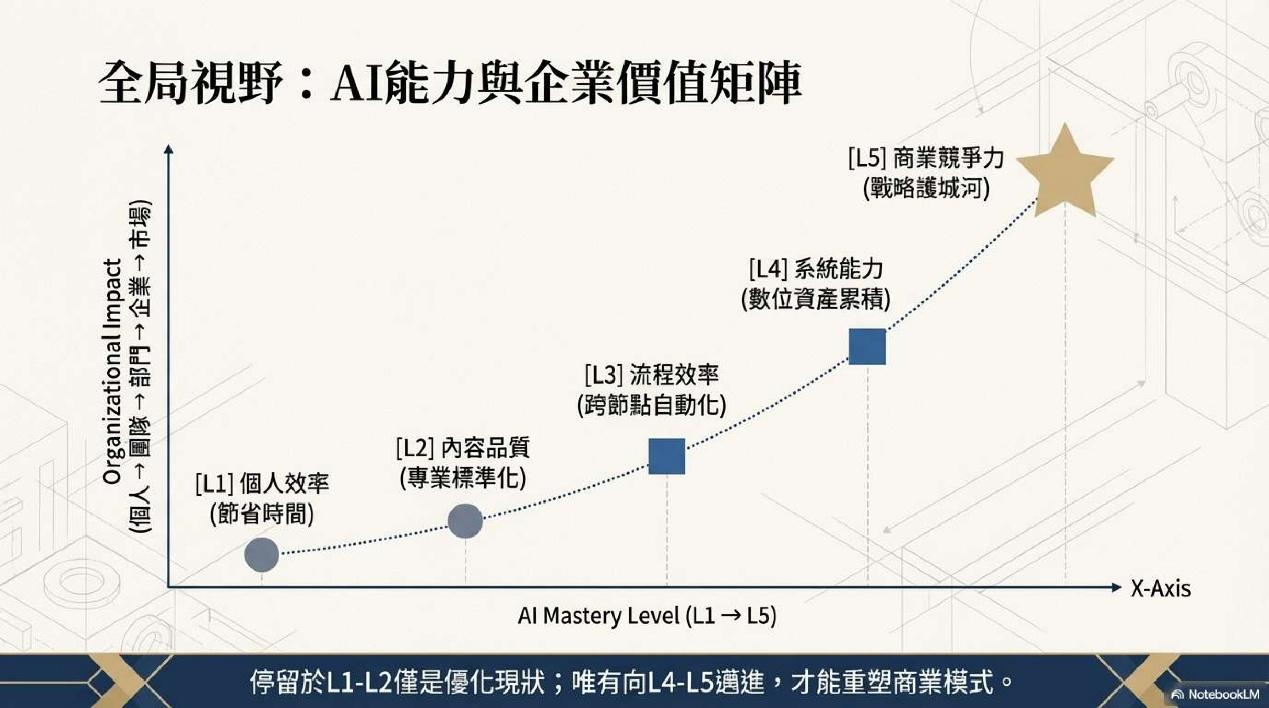 全局視野：AI能力與企業價值矩陣
Organizational Impact
(個人→團隊→部門→企業→市場)
[L1] 個人效率
(節省時間)
[L2] 內容品質
(專業標準化)
[L3] 流程效率
(跨節點自動化)
[L4] 系統能力
(數位資產累積)
[L5] 商業競爭力
(戰略護城河)
X-Axis
AI Mastery Level (L1 → L5)
停留於L1-L2僅是優化現狀；唯有向L4-L5邁進，才能重塑商業模式。
NotebookLM